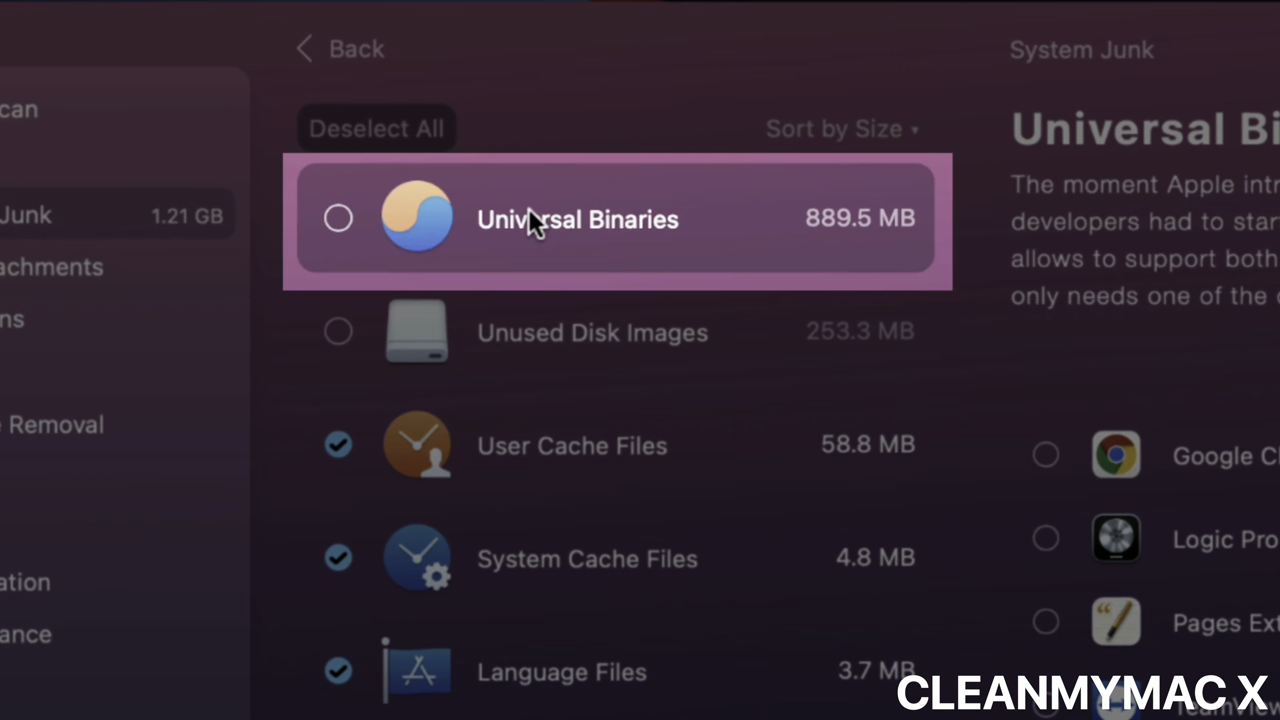 Back
System Junk
can
Deselect All
Sort by Size
Universal Bi
The moment Apple intr
developers had to star
allows to support both
only needs one of the
Junk 1.21 GB
achments
ns
Removal
ation
ance
Universal Binaries 889.5 MB
Unused Disk Images 253.3 MB
User Cache Files 58.8 MB
System Cache Files 4.8 MB
Language Files 3.7 MB
Google C
Logic Pro
Pages Ext
CLEANMYMAC X